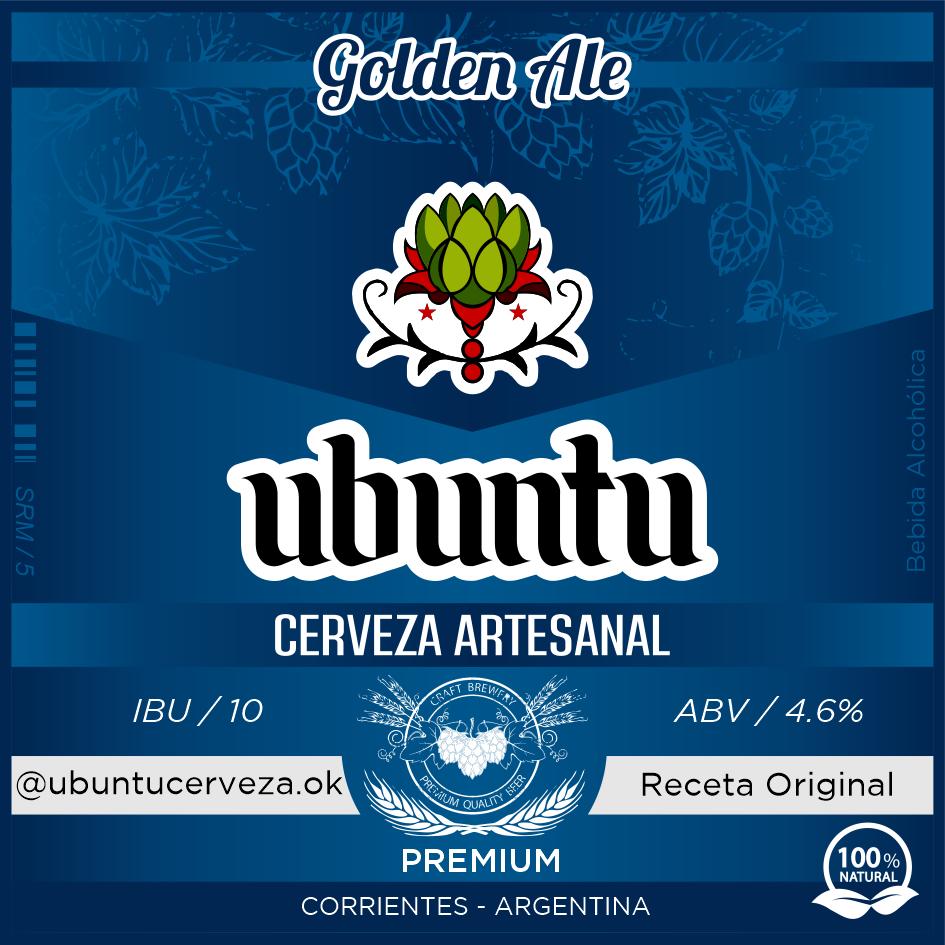 Golden Ale
ubuntu
CERVEZA ARTESANAL
SRM / 5
Bebida Alcohólica
IBU / 10
CRAFT BREWERY
PREMIUM QUALITY BEER
ABV / 4.6%
@ubuntucerveza.ok
Receta Original
PREMIUM
100%
NATURAL
CORRIENTES - ARGENTINA